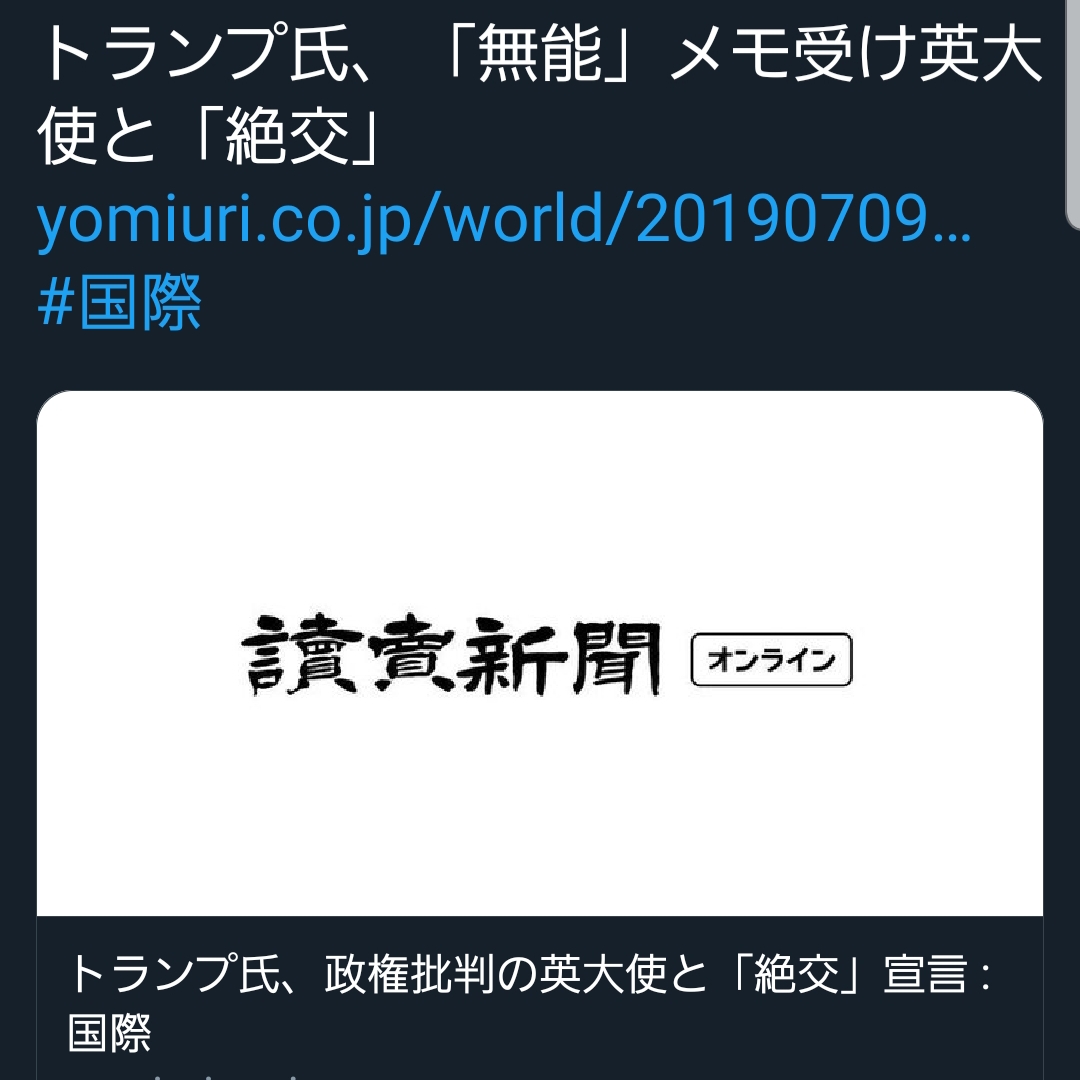 トランプ氏、「無能」メモ受け英大
使と「絶交」
yomiuri.co.jp/world/20190709…
#国際
讀賣新聞 オンライン
トランプ氏、政権批判の英大使と「絶交」宣言 :
国際